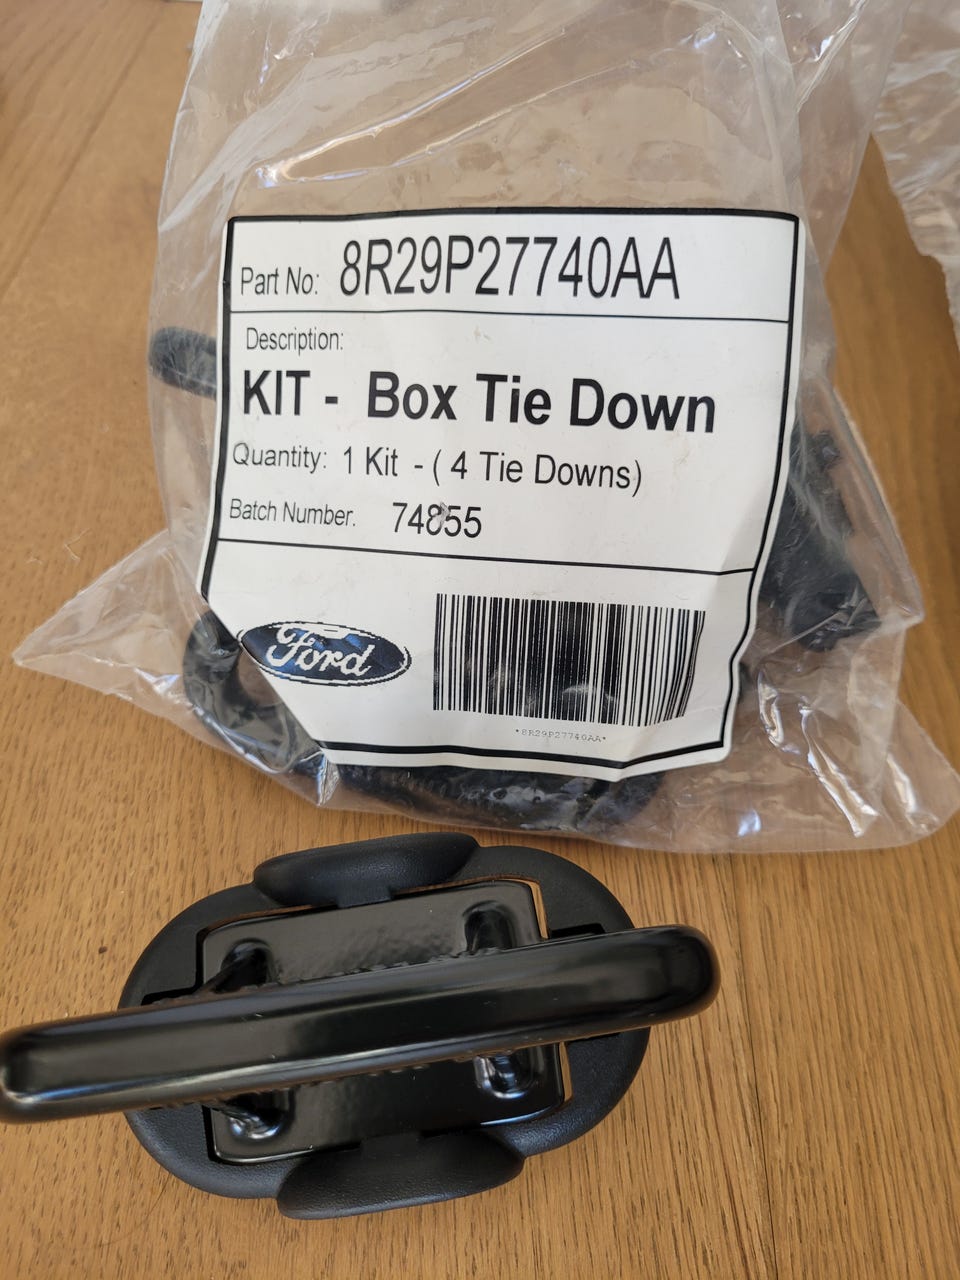 Part No: 8R29P27740AA
Description:
KIT - Box Tie Down
Quantity: 1 Kit - ( 4 Tie Downs)
Batch Number. 74855
Ford
*8R29P27740AA*